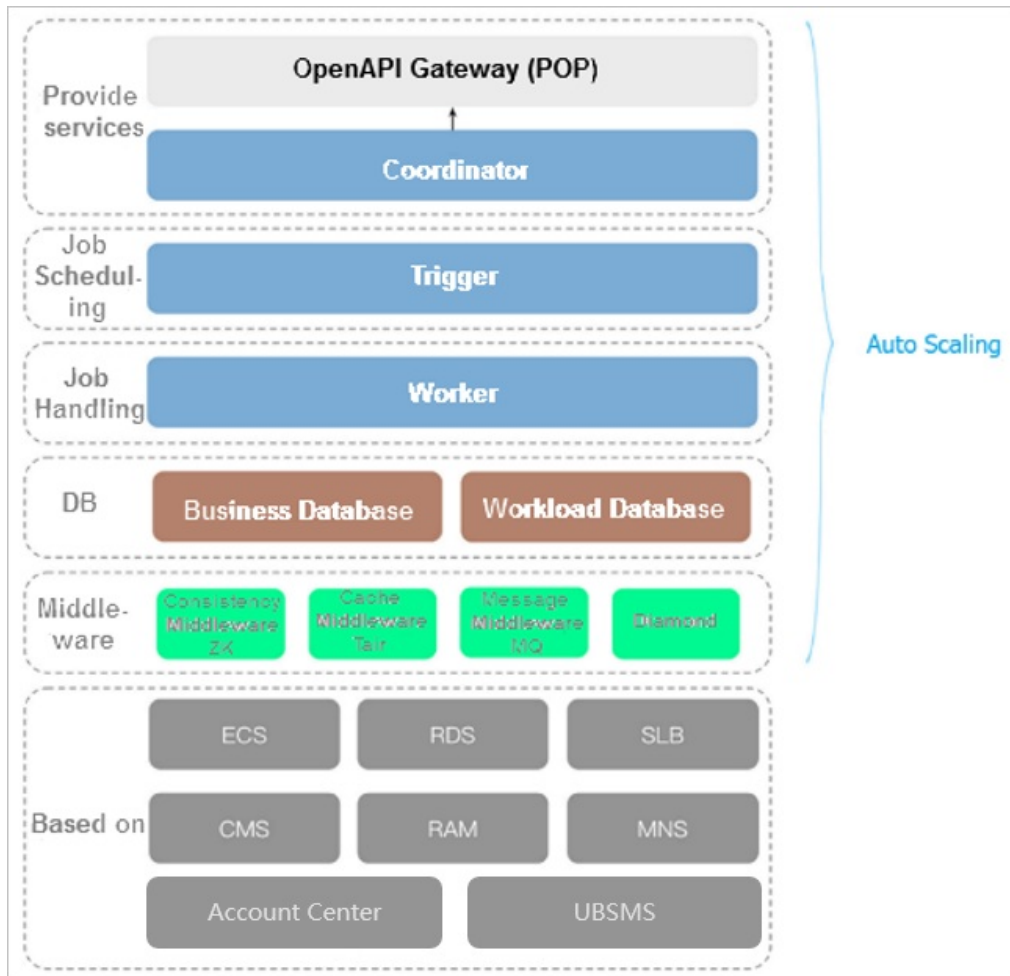 OpenAPI Gateway (POP)
Provide
services
Coordinator
Job
Schedul-
ing
Trigger
Auto Scaling
Job
Handling
Worker
DB
Business Database
Workload Database
Middle-
ware
Consistency
Middleware
ZK
Cache
Middleware
Tair
Message
Middleware
MQ
Diamond
ECS
RDS
SLB
Based on
CMS
RAM
MNS
Account Center
UBSMS